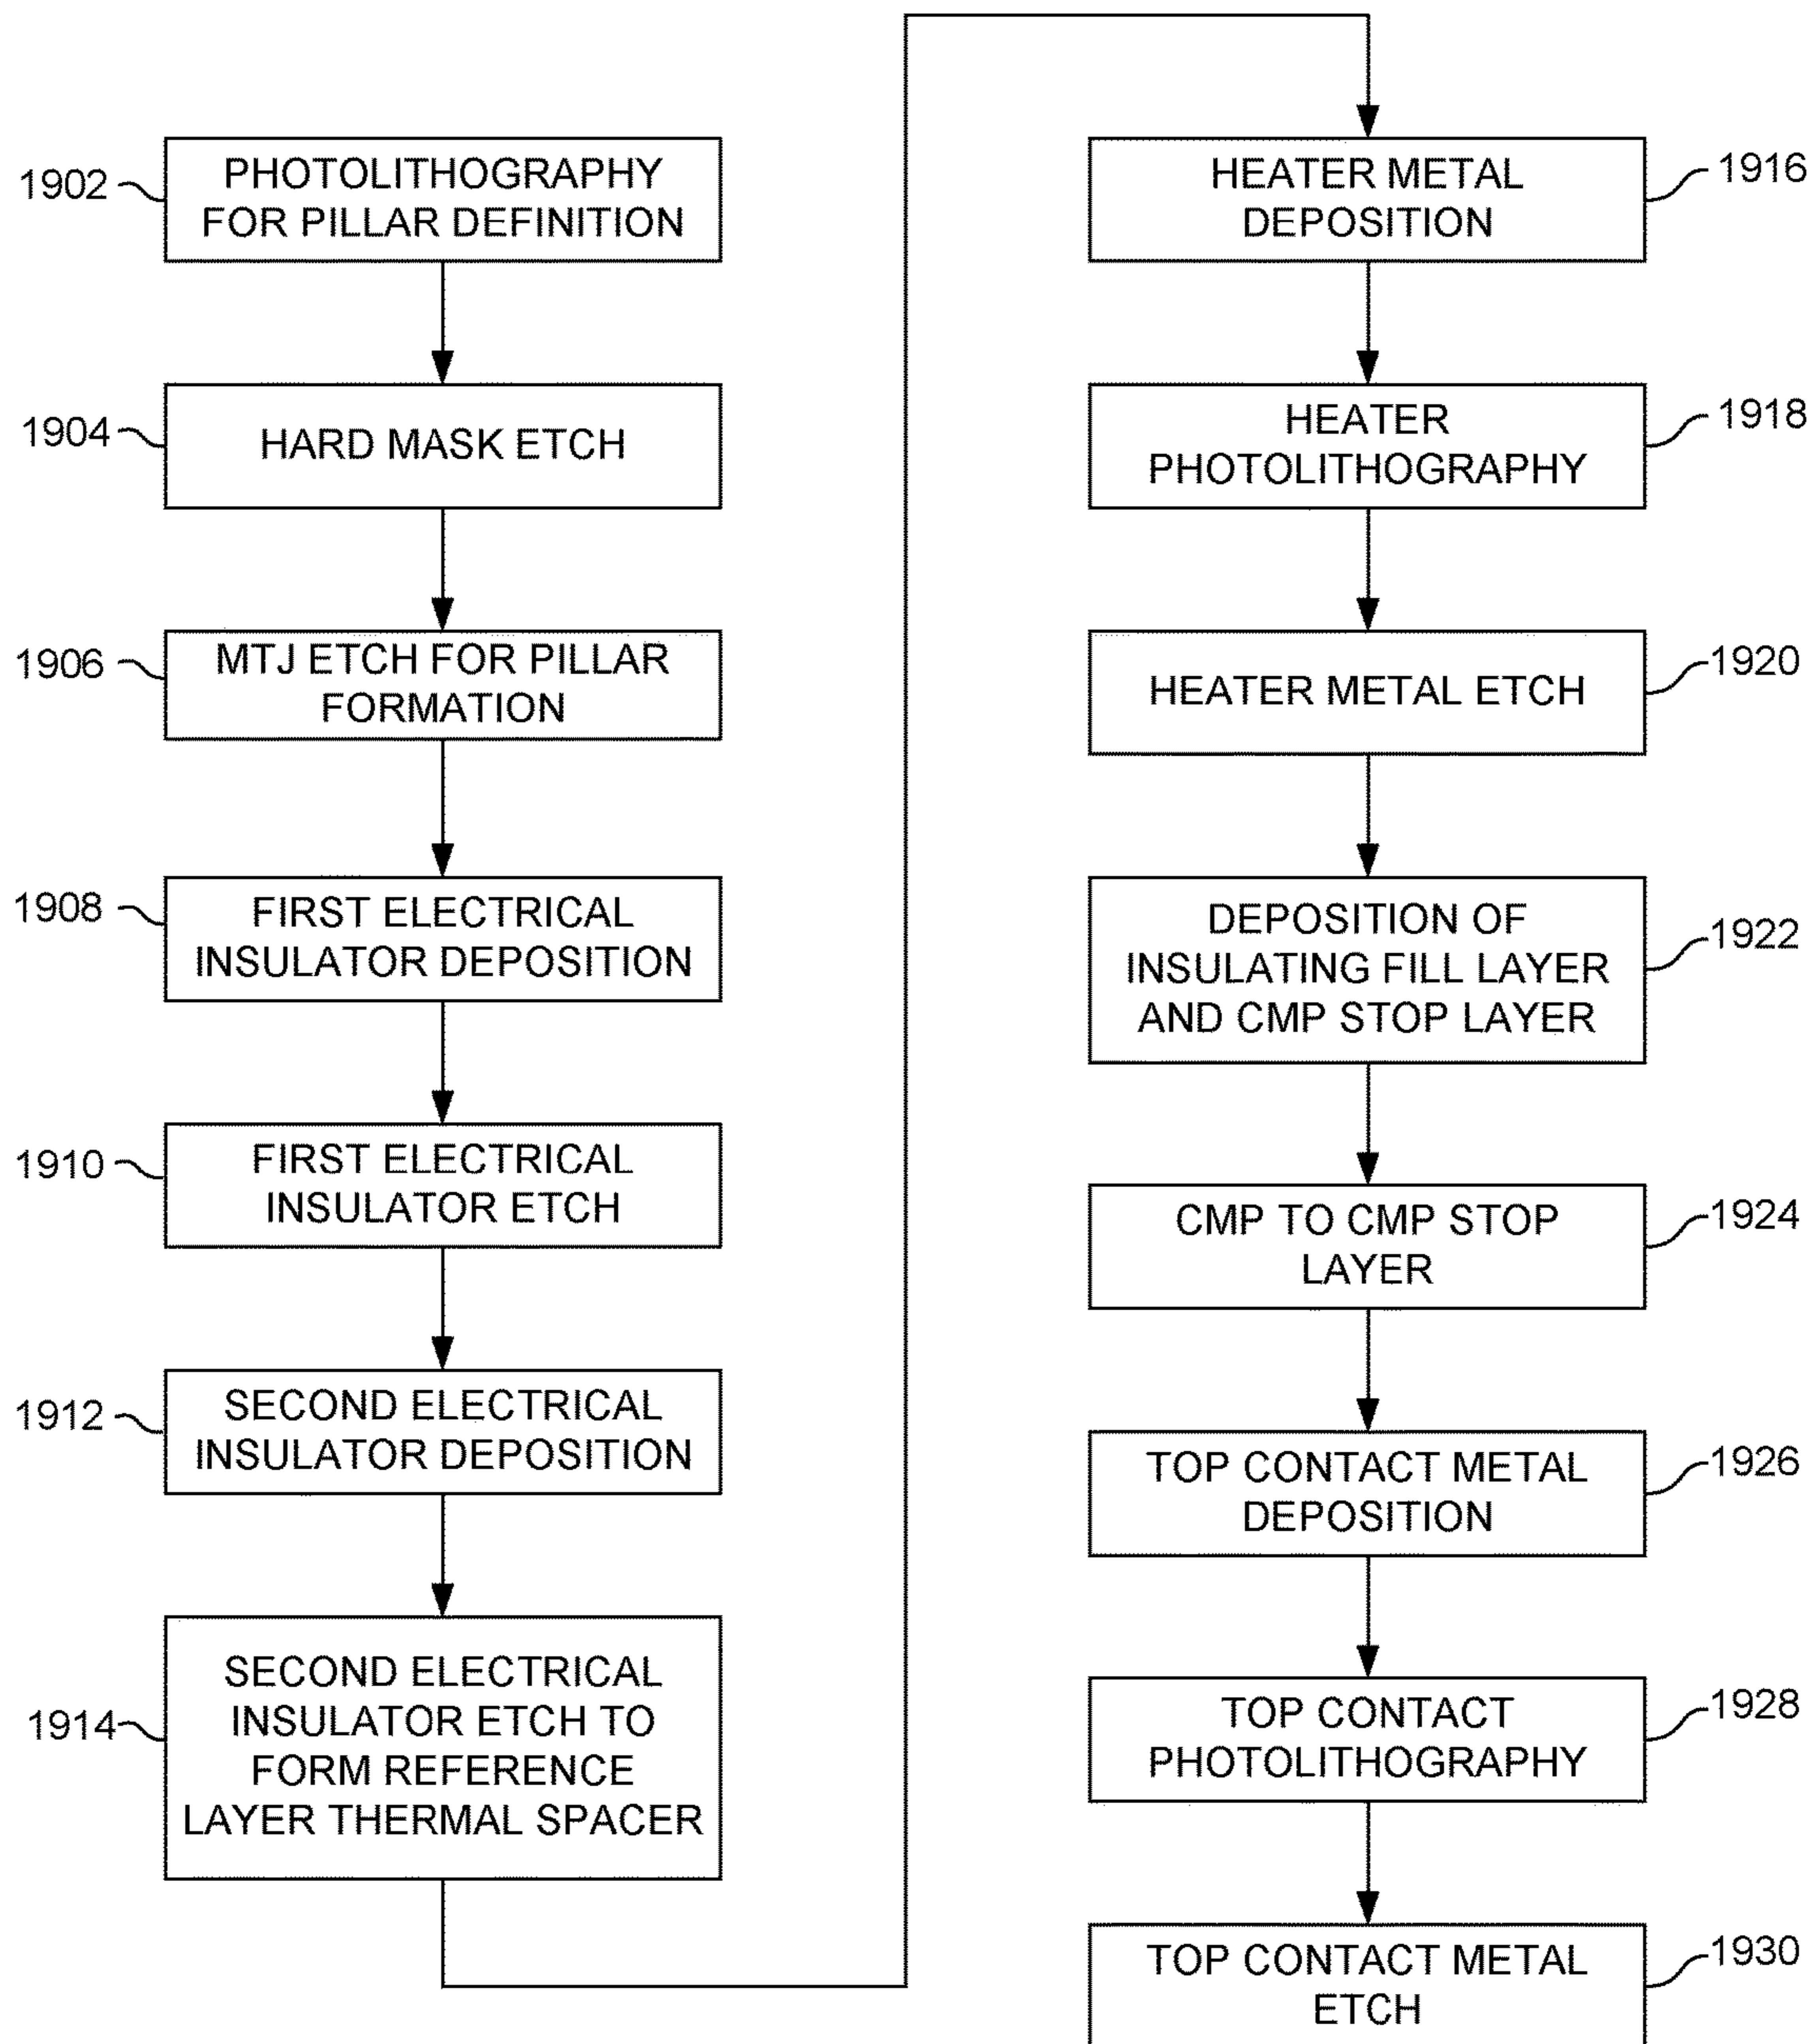 1902
PHOTOLITHOGRAPHY
FOR PILLAR DEFINITION
1904
HARD MASK ETCH
1906
MTJ ETCH FOR PILLAR
FORMATION
1908
FIRST ELECTRICAL
INSULATOR DEPOSITION
1910
FIRST ELECTRICAL
INSULATOR ETCH
1912
SECOND ELECTRICAL
INSULATOR DEPOSITION
1914
SECOND ELECTRICAL
INSULATOR ETCH TO
FORM REFERENCE
LAYER THERMAL SPACER
HEATER METAL
DEPOSITION
1916
HEATER
PHOTOLITHOGRAPHY
1918
HEATER METAL ETCH
1920
DEPOSITION OF
INSULATING FILL LAYER
AND CMP STOP LAYER
1922
CMP TO CMP STOP
LAYER
1924
TOP CONTACT METAL
DEPOSITION
1926
TOP CONTACT
PHOTOLITHOGRAPHY
1928
TOP CONTACT METAL
ETCH
1930